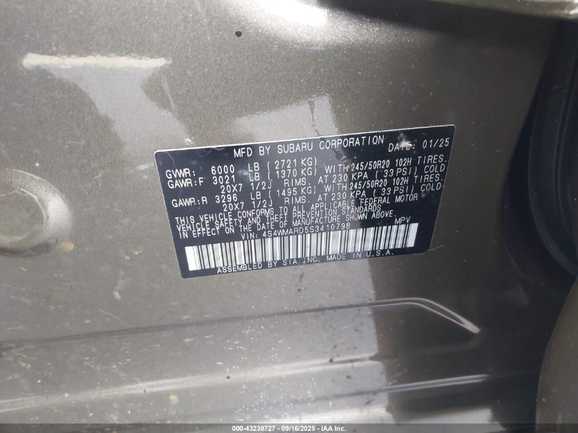 MFD BY SUBARU CORPORATION DATE: 01/25
GVWR: 6000 LB (2721 KG)
GAWR:F 3021 LB (1370 KG) WITH 245/50R20 102H TIRES.
20X7 1/2J RIMS. AT 230 KPA (33 PSI) COLD
GAWR:R 3296 LB (1495 KG) WITH 245/50R20 102H TIRES.
20X7 1/2J RIMS. AT 230 KPA (33 PSI) COLD
THIS VEHICLE CONFORMS TO ALL APPLICABLE FEDERAL MOTOR
VEHICLE SAFETY AND BUMPER STANDARDS
IN EFFECT ON THE DATE OF MANUFACTURE SHOWN ABOVE.
VIN: 4S4WMARD5S3410798 MPV
ASSEMBLED BY SIA,INC. IN U.S.A.
000-43239727 - 09/16/2025 - IAA Inc.